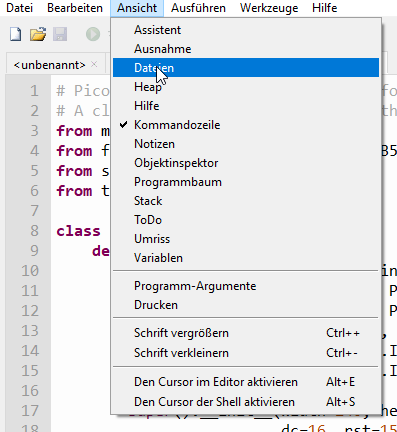 Datei Bearbeiten Ansicht Ausführen Werkzeuge Hilfe
<unbenannt>
Assistent
Ausnahme
Dateien
Heap
Hilfe
Kommandozeile
Notizen
Objektinspektor
Programmbaum
Stack
ToDo
Umriss
Variablen
Programm-Argumente
Drucken
Schrift vergrößern Ctrl++
Schrift verkleinern Ctrl+-
Den Cursor im Editor aktivieren Alt+E
Den Cursor der Shell aktivieren Alt+S
1 # Pico
2 # A cl
3 from m
4 from f
5 from s
6 from t
7
8 class
9 de
10
11
12
13
14
15
16
17
18 dc=16, rst=15